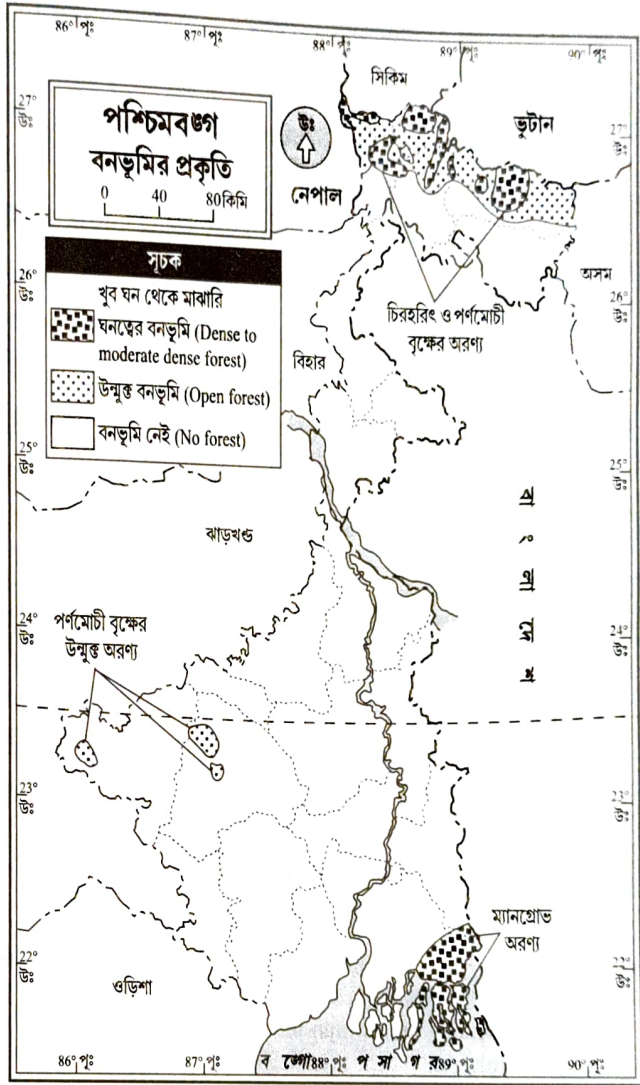 86° পূঃ 87° পূঃ 88° পূঃ 89° পূঃ 90° পূঃ
সিকিম
27° উঃ
27° উঃ
পশ্চিমবঙ্গ
বনভূমির প্রকৃতি
0 40 80কিমি
উঃ
ভুটান
নেপাল
সূচক
খুব ঘন থেকে মাঝারি
ঘনত্বের বনভূমি (Dense to
moderate dense forest)
উন্মুক্ত বনভূমি (Open forest)
বনভূমি নেই (No forest)
26° উঃ
অসম
26° উঃ
চিরহরিৎ ও পর্ণমোচী
বৃক্ষের অরণ্য
বিহার
25° উঃ
25° উঃ
বাংলাদেশ
ঝাড়খন্ড
24° উঃ
24° উঃ
পর্ণমোচী বৃক্ষের
উন্মুক্ত অরণ্য
23° উঃ
23° উঃ
ম্যানগ্রোভ
অরণ্য
22° উঃ
22° উঃ
ওড়িশা
বঙ্গোপসাগর
86° পূঃ 87° পূঃ 88° পূঃ 89° পূঃ 90° পূঃ